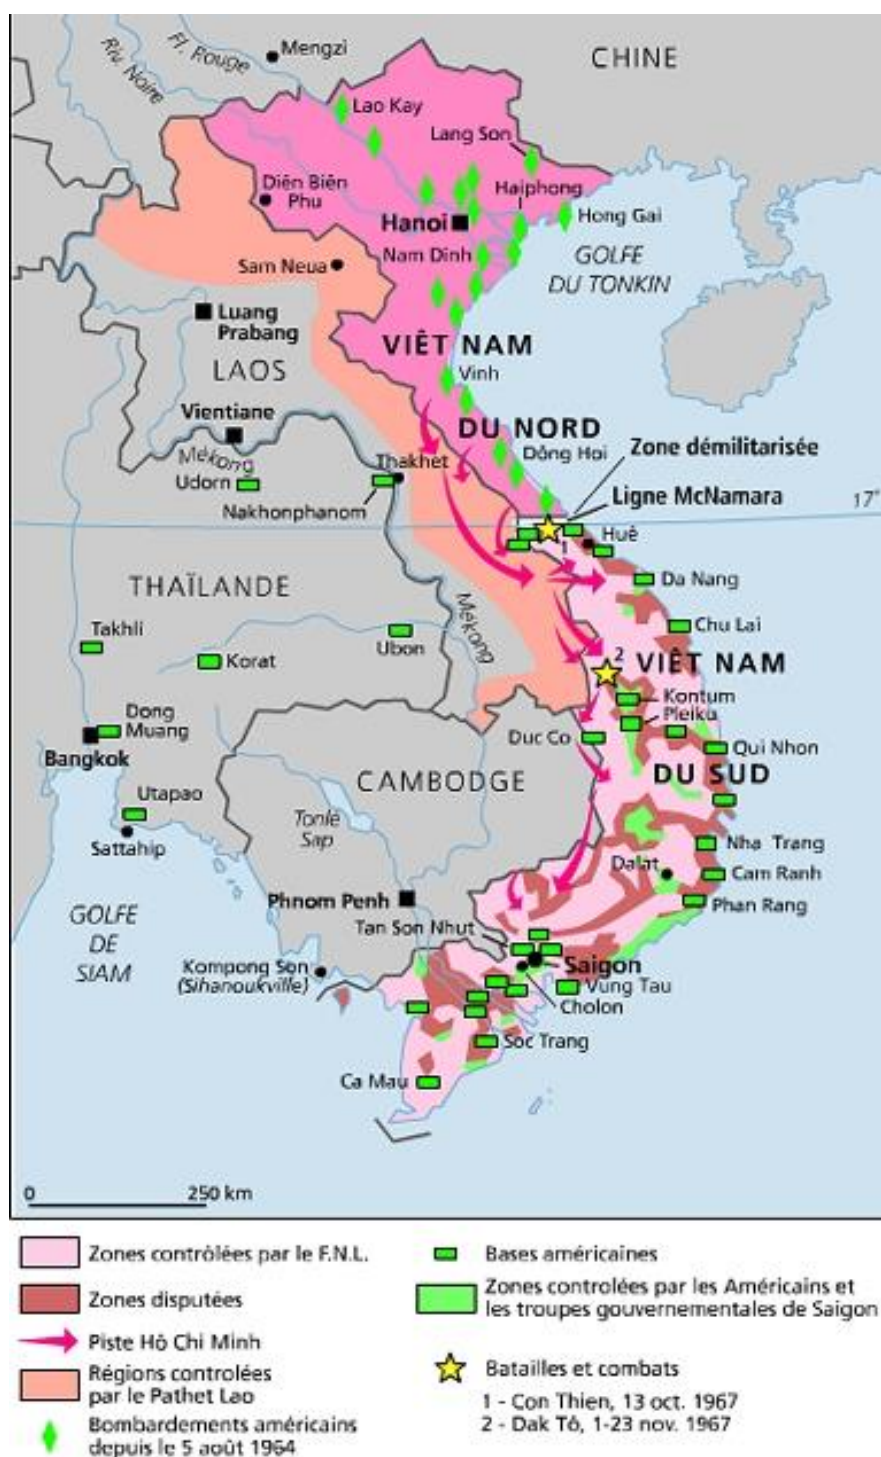 Mengzi
CHINE
Fl. Rouge
Riv. Noire
Lao Kay
Lang Son
Diên Biên
Phu
Haiphong
Hanoi
Hong Gai
Nam Dinh
GOLFE
DU TONKIN
Sam Neua
Luang
Prabang
VIÊT NAM
LAOS
Vinh
Vientiane
DU NORD
Mékong
Dông Hoi
Zone démilitarisée
Udorn
Thakhet
Nakhonphanom
Ligne McNamara
17°
1
Huê
THAÏLANDE
Da Nang
Mékong
Takhli
Chu Lai
Korat
Ubon
2
VIÊT NAM
Kontum
Dong
Muang
Pleiku
Bangkok
Duc Co
Qui Nhon
CAMBODGE
DU SUD
Utapao
Tonlé
Sap
Sattahip
Nha Trang
Dalat
Cam Ranh
Phnom Penh
Phan Rang
GOLFE
DE
SIAM
Tan Son Nhut
Kompong Son
(Sihanoukville)
Saigon
Vung Tau
Cholon
Soc Trang
Ca Mau
0 250 km
Zones contrôlées par le F.N.L.
Zones disputées
Piste Hô Chi Minh
Régions controlées
par le Pathet Lao
Bombardements américains
depuis le 5 août 1964
Bases américaines
Zones controlées par les Américains et
les troupes gouvernementales de Saigon
Batailles et combats
1 - Con Thien, 13 oct. 1967
2 - Dak Tô, 1-23 nov. 1967